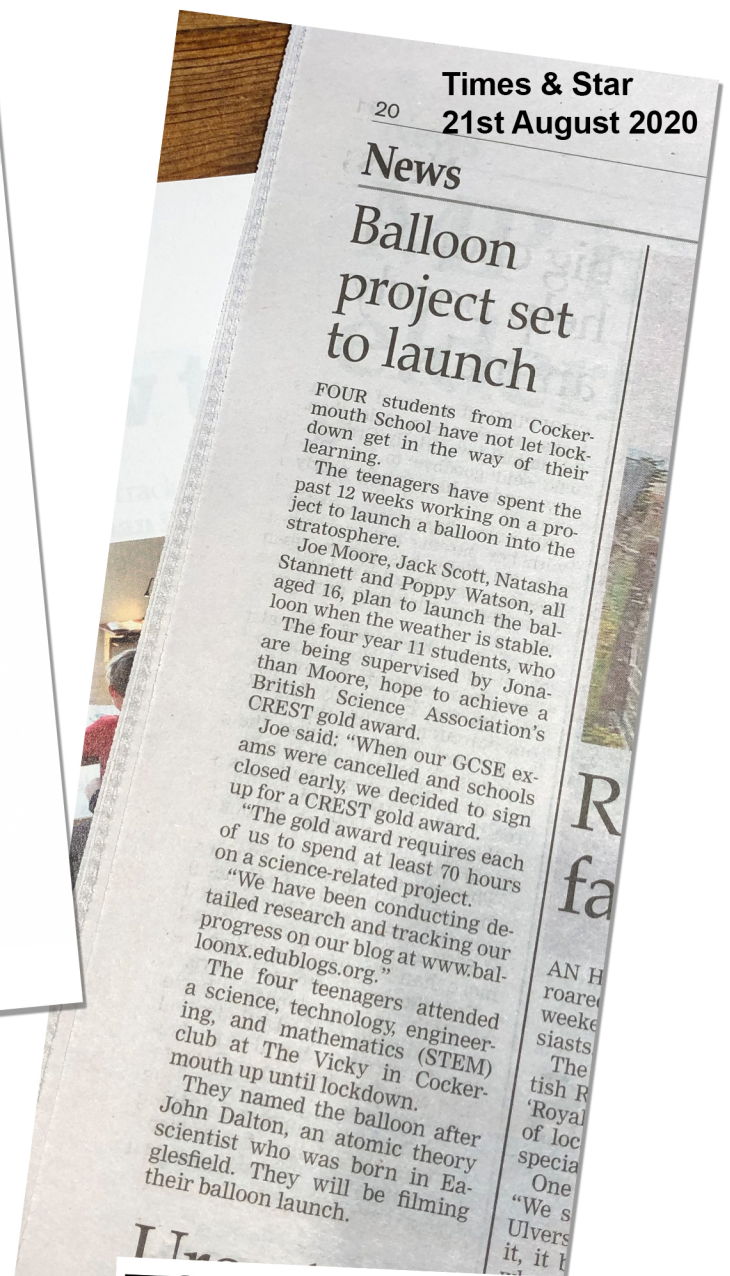 Times & Star
21st August 2020
20
News
Balloon
project set
to launch
FOUR students from Cocker-
mouth School have not let lock-
down get in the way of their
learning.
The teenagers have spent the
past 12 weeks working on a pro-
ject to launch a balloon into the
stratosphere.
Joe Moore, Jack Scott, Natasha
Stannett and Poppy Watson, all
aged 16, plan to launch the bal-
loon when the weather is stable.
The four year 11 students, who
are being supervised by Jona-
than Moore, hope to achieve a
British Science Association's
CREST gold award.
Joe said: “When our GCSE ex-
ams were cancelled and schools
closed early, we decided to sign
up for a CREST gold award.
“The gold award requires each
of us to spend at least 70 hours
on a science-related project.
“We have been conducting de-
tailed research and tracking our
progress on our blog at www.bal-
loonx.edublogs.org.”
The four teenagers attended
a science, technology, engineer-
ing, and mathematics (STEM)
club at The Vicky in Cocker-
mouth up until lockdown.
They named the balloon after
John Dalton, an atomic theory
scientist who was born in Ea-
glesfield. They will be filming
their balloon launch.
R
fa
AN H
roare
weeke
siasts
The
tish R
‘Royal
of loc
specia
One
“We s
Ulvers
it, it